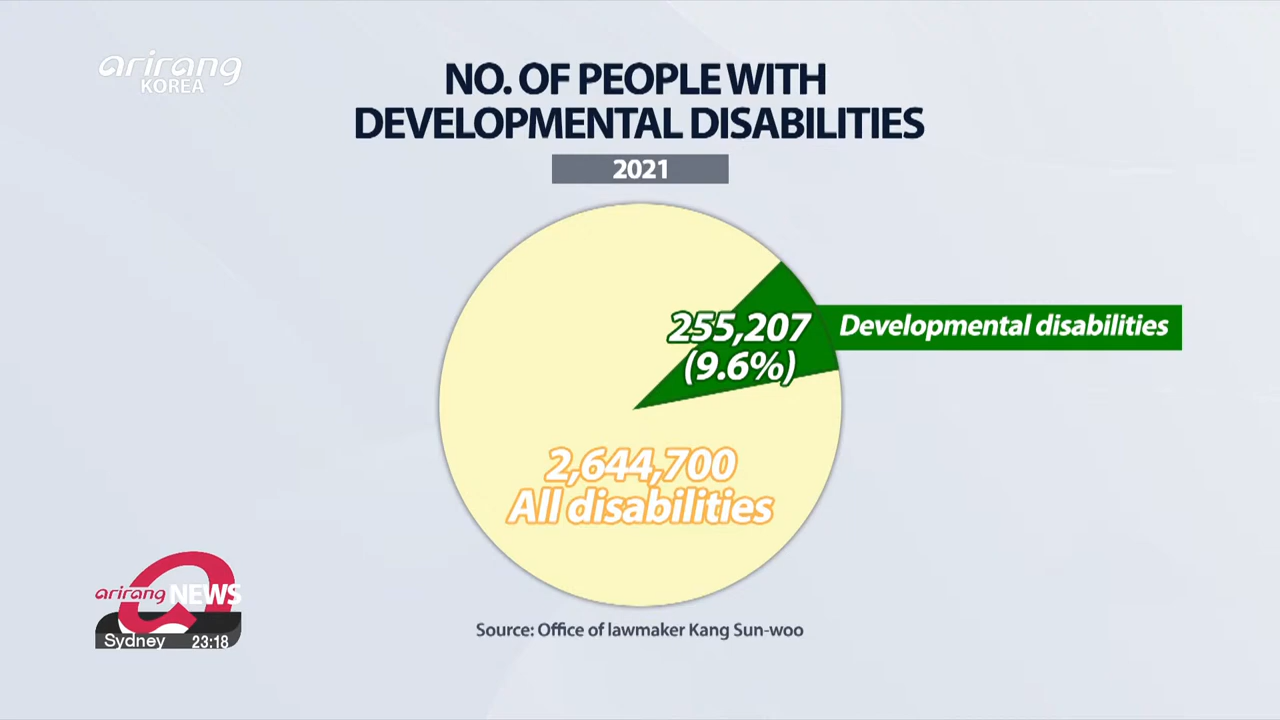 arirang
KOREA
NO. OF PEOPLE WITH
DEVELOPMENTAL DISABILITIES
2021
255,207
(9.6%)
Developmental disabilities
2,644,700
All disabilities
arirang NEWS
Sydney 23:18
Source: Office of lawmaker Kang Sun-woo